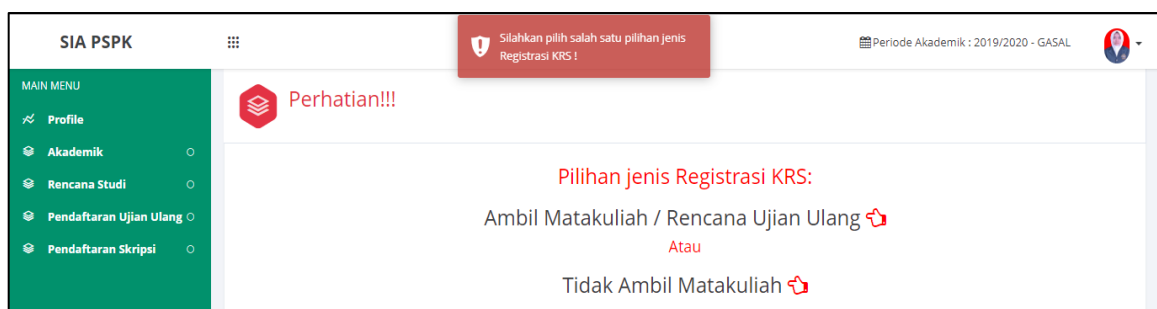 SIA PSPK
Silahkan pilih salah satu pilihan jenis
Registrasi KRS !
Periode Akademik : 2019/2020 - GASAL
MAIN MENU
Profile
Akademik
Rencana Studi
Pendaftaran Ujian Ulang
Pendaftaran Skripsi
Perhatian!!!
Pilihan jenis Registrasi KRS:
Ambil Matakuliah / Rencana Ujian Ulang
Atau
Tidak Ambil Matakuliah